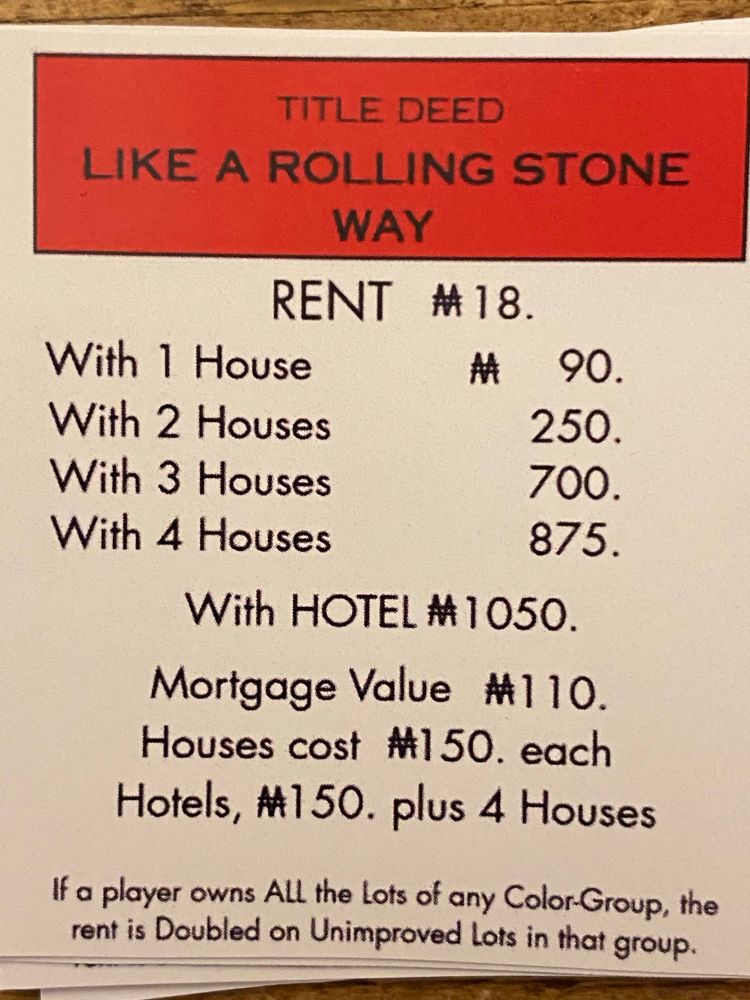 TITLE DEED
LIKE A ROLLING STONE
WAY
RENT ₩18.
With 1 House ₩ 90.
With 2 Houses 250.
With 3 Houses 700.
With 4 Houses 875.
With HOTEL ₩1050.
Mortgage Value ₩110.
Houses cost ₩150. each
Hotels, ₩150. plus 4 Houses
If a player owns ALL the Lots of any Color-Group, the
rent is Doubled on Unimproved Lots in that group.